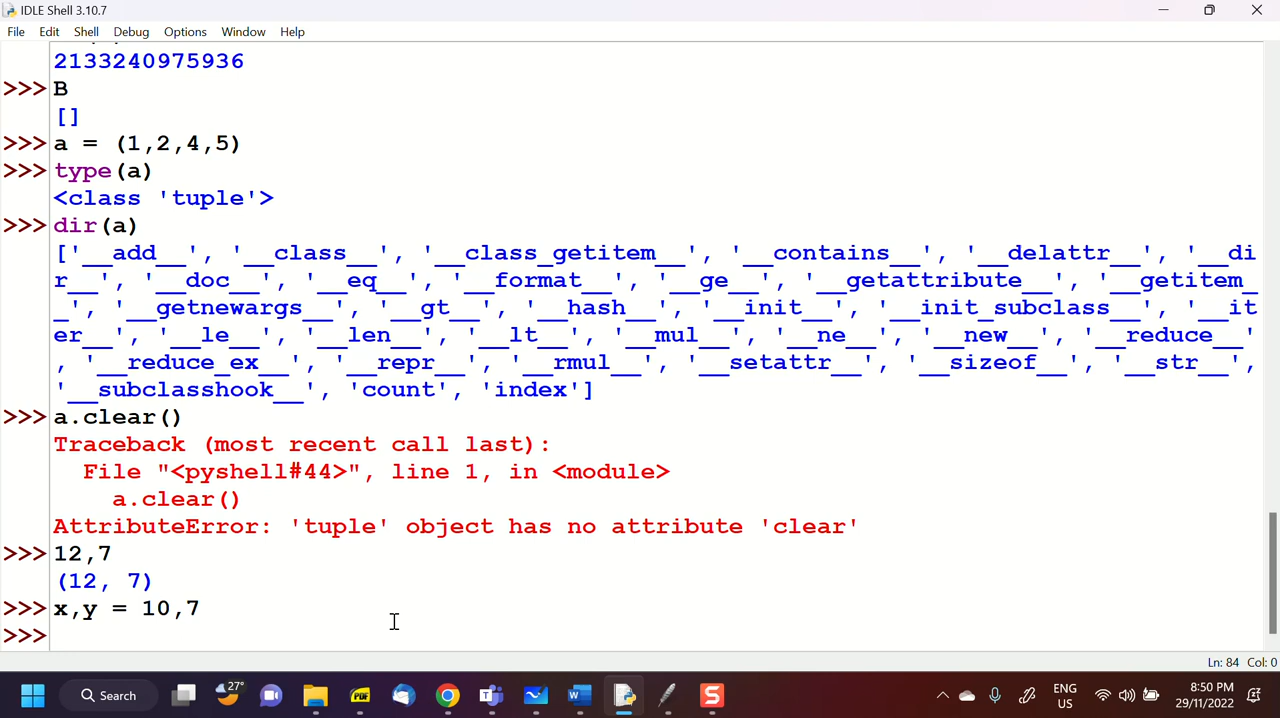 IDLE Shell 3.10.7
File Edit Shell Debug Options Window Help
2133240975936
>>> B
[]
>>> a = (1,2,4,5)
>>> type(a)
<class 'tuple'>
>>> dir(a)
['__add__', '__class__', '__class_getitem__', '__contains__', '__delattr__', '__di
r__', '__doc__', '__eq__', '__format__', '__ge__', '__getattribute__', '__getitem_
_', '__getnewargs__', '__gt__', '__hash__', '__init__', '__init_subclass__', '__it
er__', '__le__', '__len__', '__lt__', '__mul__', '__ne__', '__new__', '__reduce__'
, '__reduce_ex__', '__repr__', '__rmul__', '__setattr__', '__sizeof__', '__str__',
'__subclasshook__', 'count', 'index']
>>> a.clear()
Traceback (most recent call last):
File "<pyshell#44>", line 1, in <module>
a.clear()
AttributeError: 'tuple' object has no attribute 'clear'
>>> 12,7
(12, 7)
>>> x,y = 10,7
>>>
Ln: 84 Col: 0
Search
27°
PDF
ENG
US
8:50 PM
29/11/2022